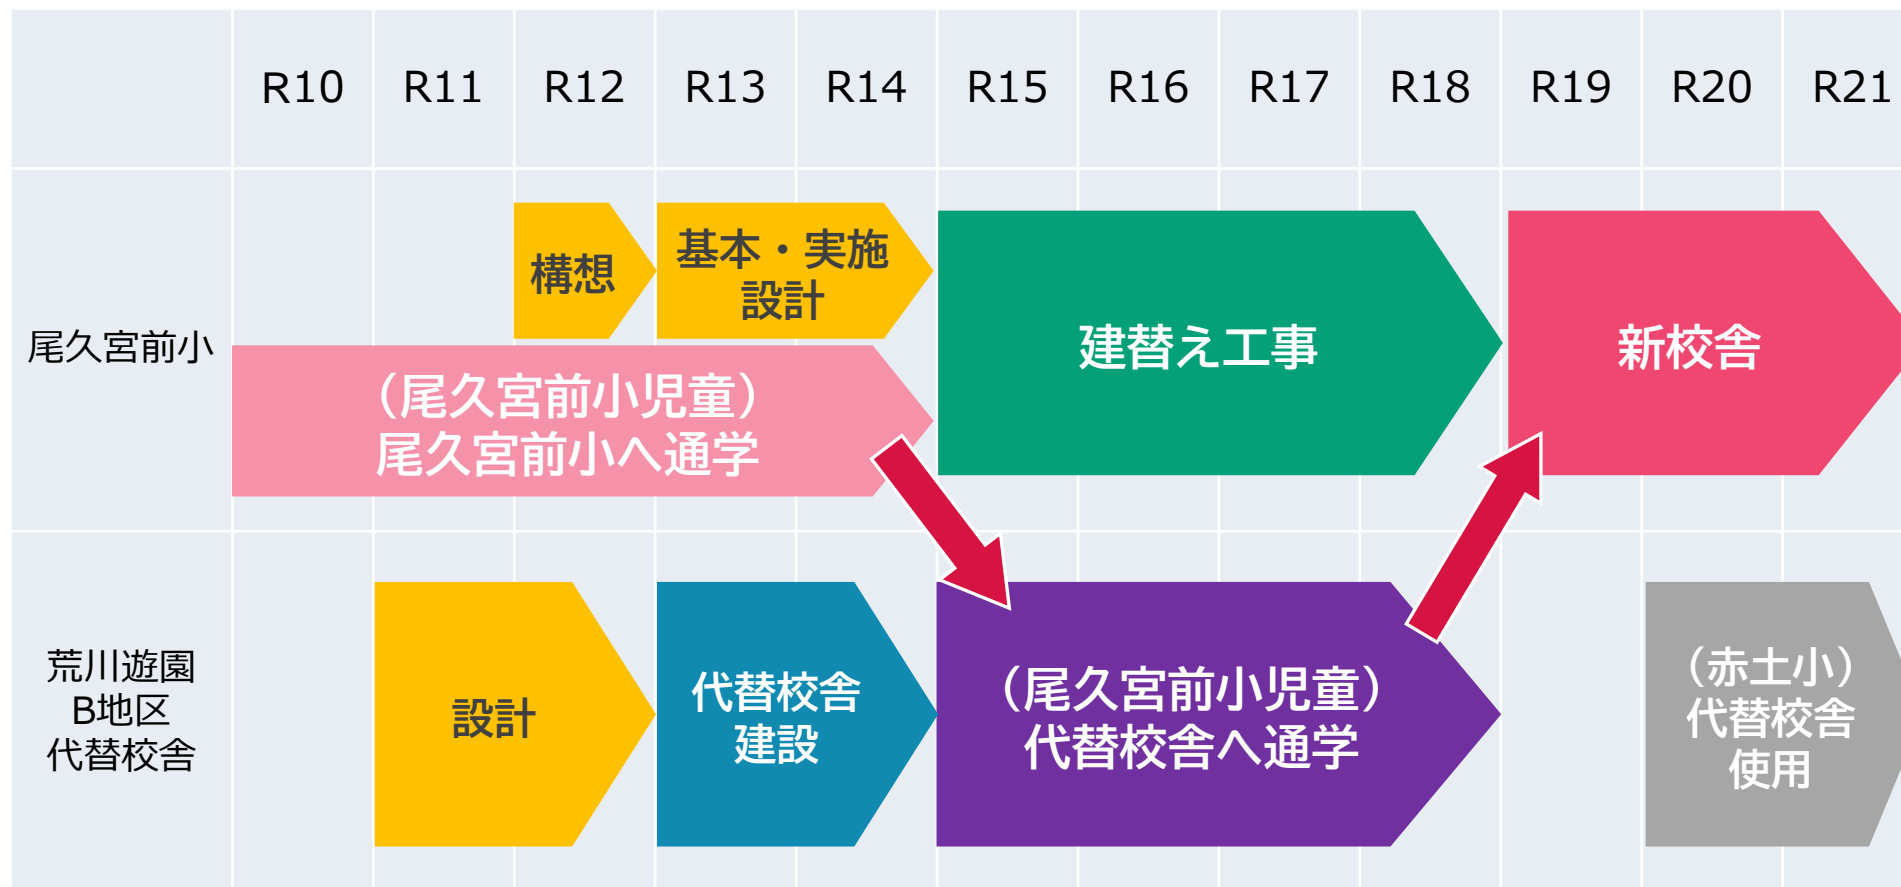 R10 R11 R12 R13 R14 R15 R16 R17 R18 R19 R20 R21
尾久宮前小
構想
基本・実施
設計
（尾久宮前小児童）
尾久宮前小へ通学
建替え工事
新校舎
荒川遊園
B地区
代替校舎
設計
代替校舎
建設
（尾久宮前小児童）
代替校舎へ通学
（赤土小）
代替校舎
使用